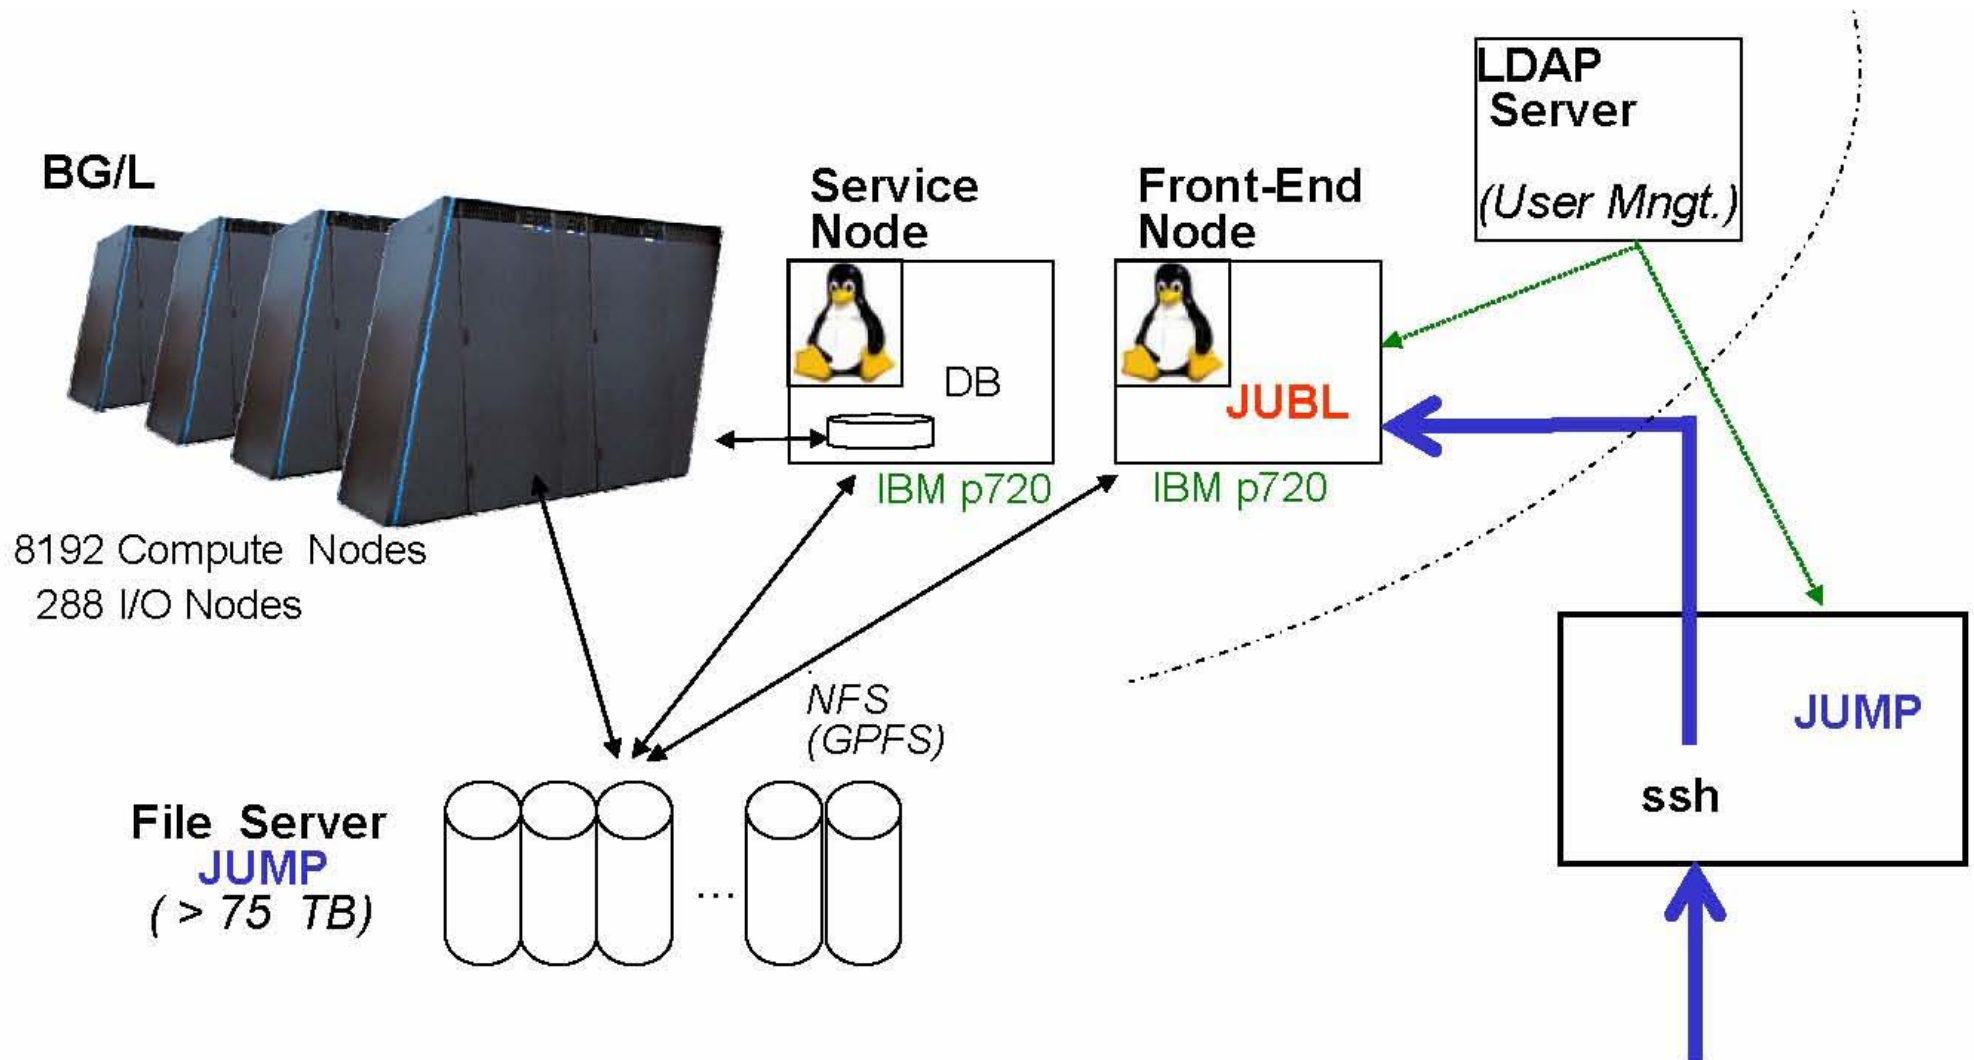 LDAP
Server
(User Mngt.)
BG/L
Service
Node
Front-End
Node
DB
JUBL
IBM p720
IBM p720
8192 Compute Nodes
288 I/O Nodes
NFS
(GPFS)
JUMP
ssh
File Server
JUMP
( > 75 TB)
...